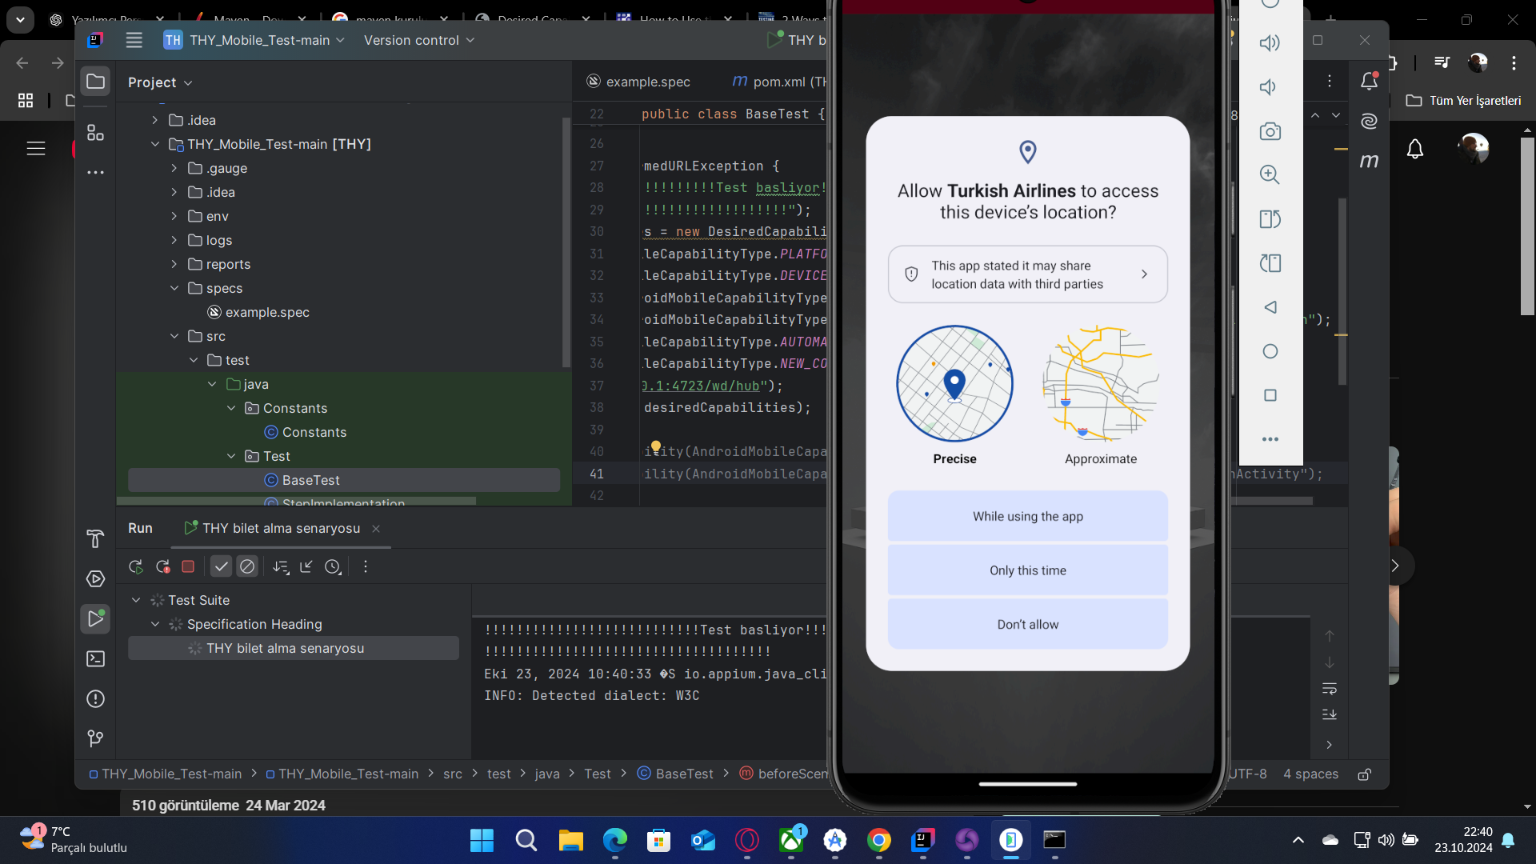 Yazılımcı Per
Maven – Dow
maven kurulu
Desired Cap
How to Use t
2 Ways t
TH THY_Mobile_Test-main
Version control
THY b
Project
example.spec
m pom.xml (TH
Tüm Yer İşaretleri
.idea
THY_Mobile_Test-main [THY]
.gauge
.idea
env
logs
reports
specs
example.spec
src
test
java
Constants
Constants
Test
BaseTest
StepImplementation
22 public class BaseTest {
26
27 medURLException {
28 !!!!!!!!!Test basliyor!
29 !!!!!!!!!!!!!!!!!!");
30 s = new DesiredCapabili
31 leCapabilityType.PLATFO
32 leCapabilityType.DEVICE
33 oidMobileCapabilityType
34 oidMobileCapabilityType
n");
35 leCapabilityType.AUTOMA
36 leCapabilityType.NEW_CO
37 0.1:4723/wd/hub");
38 desiredCapabilities);
39
40 ility(AndroidMobileCapa
41 ility(AndroidMobileCapa
nActivity");
42
Run
THY bilet alma senaryosu
Test Suite
Specification Heading
THY bilet alma senaryosu
!!!!!!!!!!!!!!!!!!!!!!!!!!!Test basliyor!!!
!!!!!!!!!!!!!!!!!!!!!!!!!!!!!!!!!!!!
Eki 23, 2024 10:40:33 �S io.appium.java_cli
INFO: Detected dialect: W3C
THY_Mobile_Test-main
THY_Mobile_Test-main
src
test
java
Test
BaseTest
beforeScen
UTF-8
4 spaces
Allow Turkish Airlines to access
this device's location?
This app stated it may share
location data with third parties
Precise
Approximate
While using the app
Only this time
Don't allow
510 görüntüleme 24 Mar 2024
1
7°C
Parçalı bulutlu
1
22:40
23.10.2024